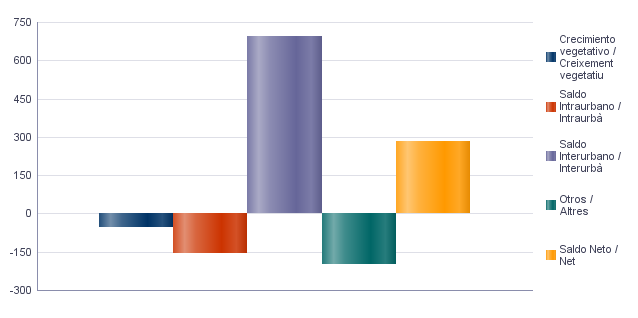 750
600
450
300
150
0
-150
-300
Crecimiento
vegetativo /
Creixement
vegetatiu
Saldo
Intraurbano /
Intraurbà
Saldo
Interurbano /
Interurbà
Otros /
Altres
Saldo Neto /
Net